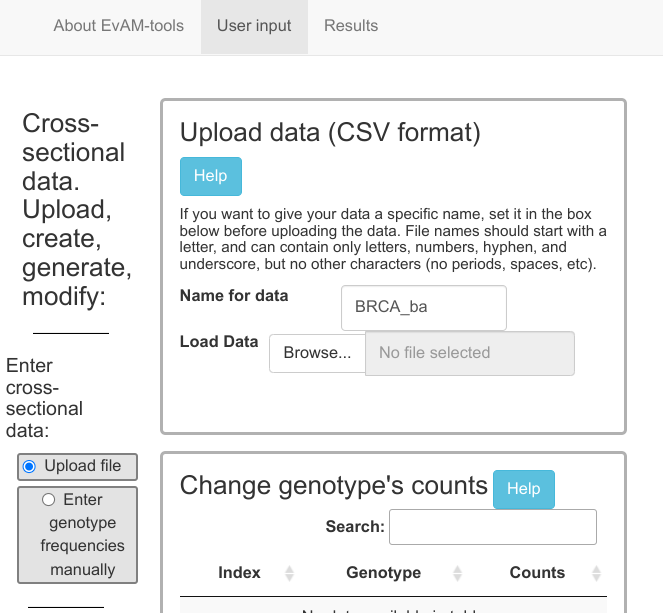 About EvAM-tools User input Results
Cross-
sectional
data.
Upload,
create,
generate,
modify:
Enter
cross-
sectional
data:
Upload file
Enter
genotype
frequencies
manually
Upload data (CSV format)
Help
If you want to give your data a specific name, set it in the box
below before uploading the data. File names should start with a
letter, and can contain only letters, numbers, hyphen, and
underscore, but no other characters (no periods, spaces, etc).
Name for data BRCA_ba
Load Data Browse... No file selected
Change genotype's counts Help
Search:
Index Genotype Counts